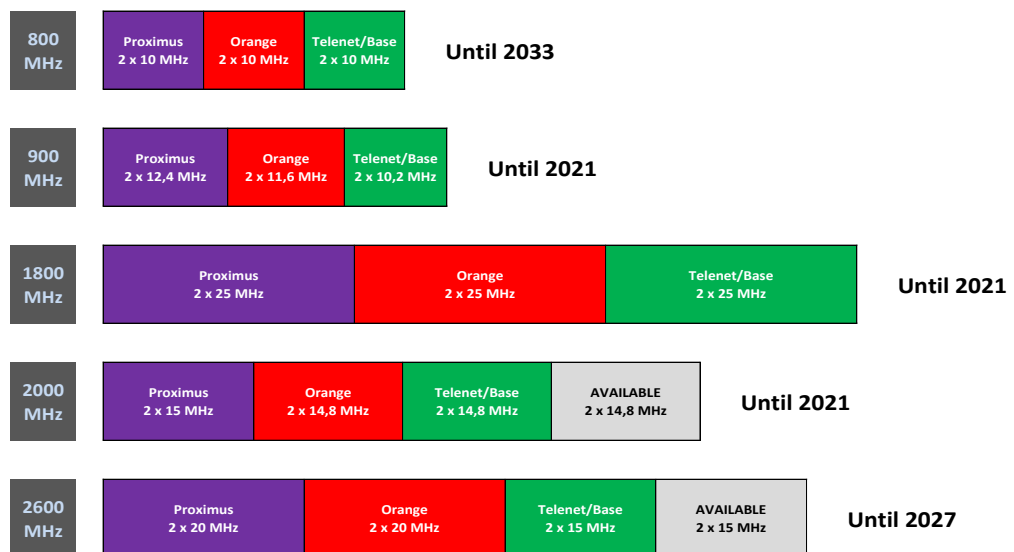 800
MHz
Proximus
2 x 10 MHz
Orange
2 x 10 MHz
Telenet/Base
2 x 10 MHz
Until 2033
900
MHz
Proximus
2 x 12,4 MHz
Orange
2 x 11,6 MHz
Telenet/Base
2 x 10,2 MHz
Until 2021
1800
MHz
Proximus
2 x 25 MHz
Orange
2 x 25 MHz
Telenet/Base
2 x 25 MHz
Until 2021
2000
MHz
Proximus
2 x 15 MHz
Orange
2 x 14,8 MHz
Telenet/Base
2 x 14,8 MHz
AVAILABLE
2 x 14,8 MHz
Until 2021
2600
MHz
Proximus
2 x 20 MHz
Orange
2 x 20 MHz
Telenet/Base
2 x 15 MHz
AVAILABLE
2 x 15 MHz
Until 2027